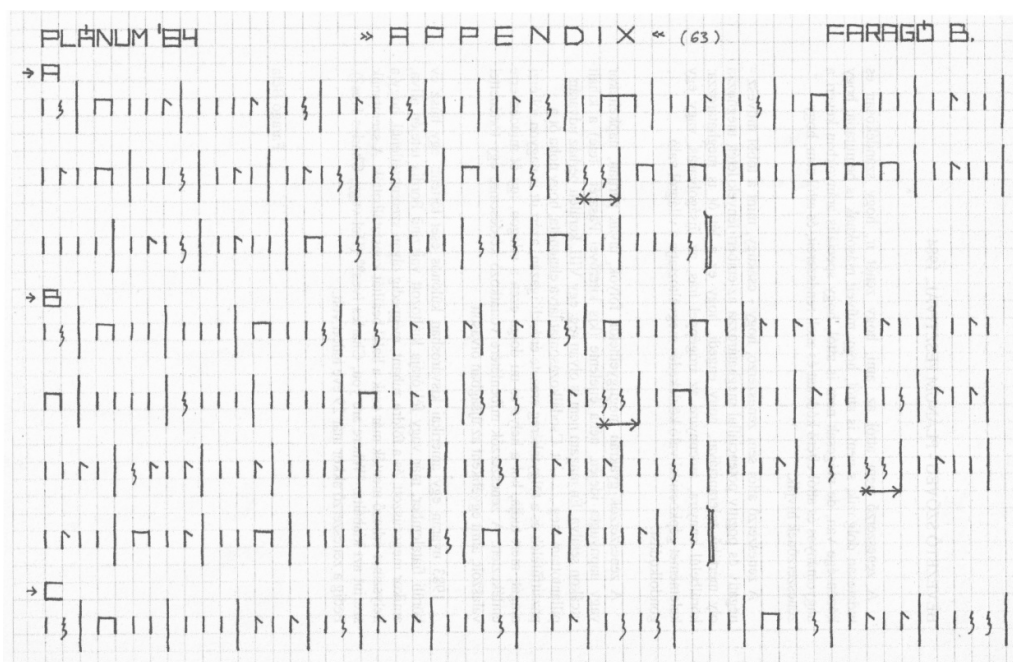 PLÁNUM '84 » APPENDIX « (63) FARAGÓ B.
→ A
→ B
→ C